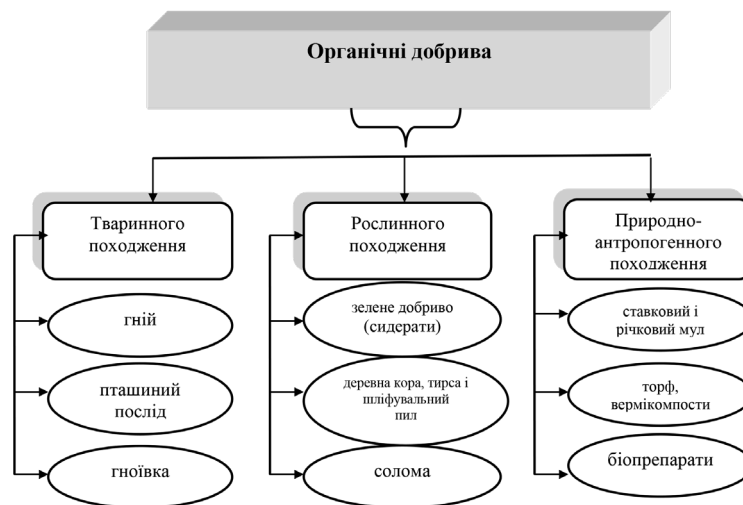 Органічні добрива
Тваринного
походження
Рослинного
походження
Природно-
антропогенного
походження
гній
зелене добриво
(сидерати)
ставковий і
річковий мул
пташиний
послід
деревна кора, тирса і
шліфувальний
пил
торф,
вермікомпости
гноївка
солома
біопрепарати